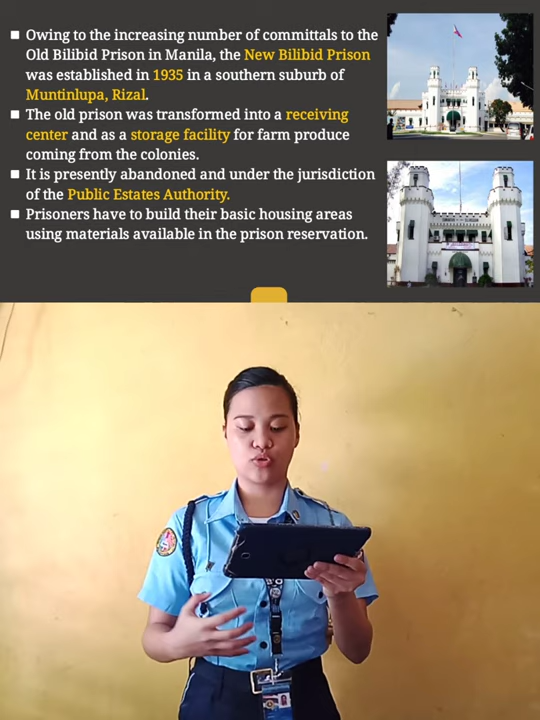 Owing to the increasing number of committals to the
Old Bilibid Prison in Manila, the New Bilibid Prison
was established in 1935 in a southern suburb of
Muntinlupa, Rizal.
The old prison was transformed into a receiving
center and as a storage facility for farm produce
coming from the colonies.
It is presently abandoned and under the jurisdiction
of the Public Estates Authority.
Prisoners have to build their basic housing areas
using materials available in the prison reservation.